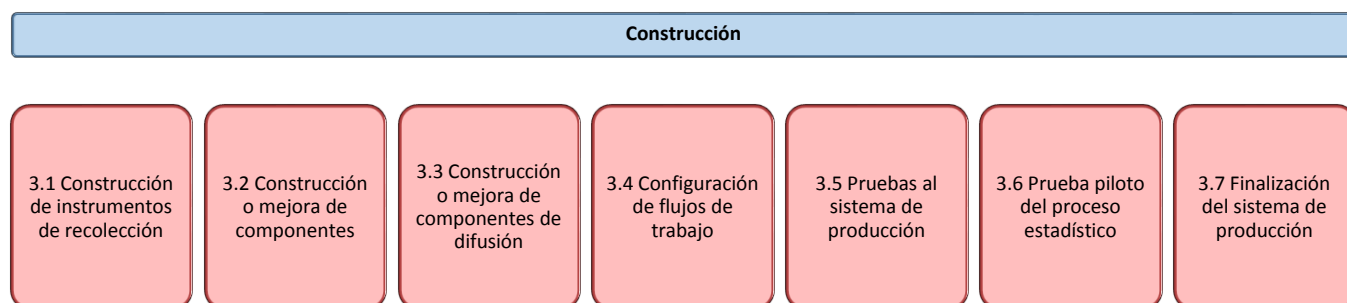 Construcción
3.1 Construcción
de instrumentos
de recolección
3.2 Construcción
o mejora de
componentes
3.3 Construcción
o mejora de
componentes de
difusión
3.4 Configuración
de flujos de
trabajo
3.5 Pruebas al
sistema de
producción
3.6 Prueba piloto
del proceso
estadístico
3.7 Finalización
del sistema de
producción